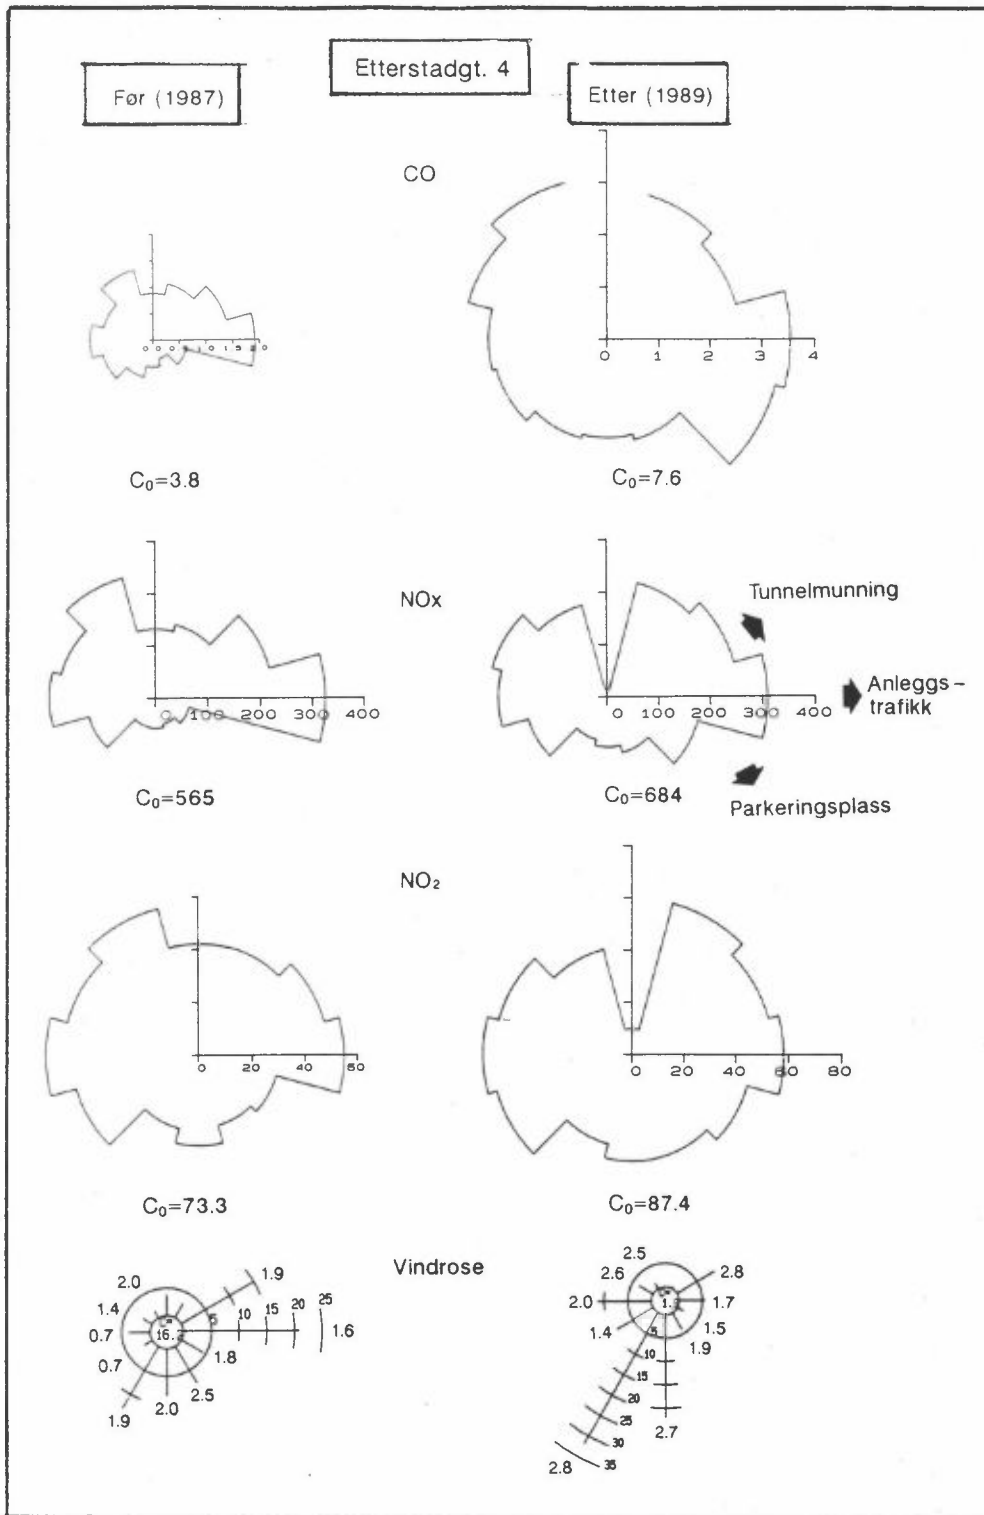 Etterstadgt. 4
Før (1987)
Etter (1989)
CO
0 1 2 3 4
C₀=3.8
C₀=7.6
NOx
0 100 200 300 400
0 100 200 300 400
Tunnelmunning
Anleggs-
trafikk
Parkeringsplass
C₀=565
C₀=684
NO₂
0 20 40 60
0 20 40 60 80
C₀=73.3
C₀=87.4
Vindrose
2.0
1.9
1.4
0.7
0.7
1.9
2.0
2.5
1.8
1.6
5 10 15 20 25
16.
2.5
2.8
2.6
2.0
1.7
1.4
1.5
1.9
2.7
2.8
1.
5
10
15
20
25
30
35